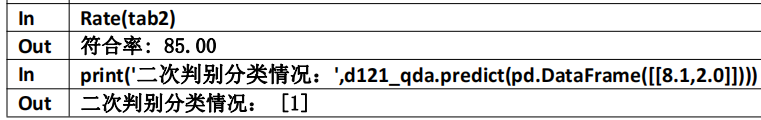 In Rate(tab2)
Out 符合率: 85.00
In print('二次判别分类情况：',d121_qda.predict(pd.DataFrame([[8.1,2.0]])))
Out 二次判别分类情况： [1]